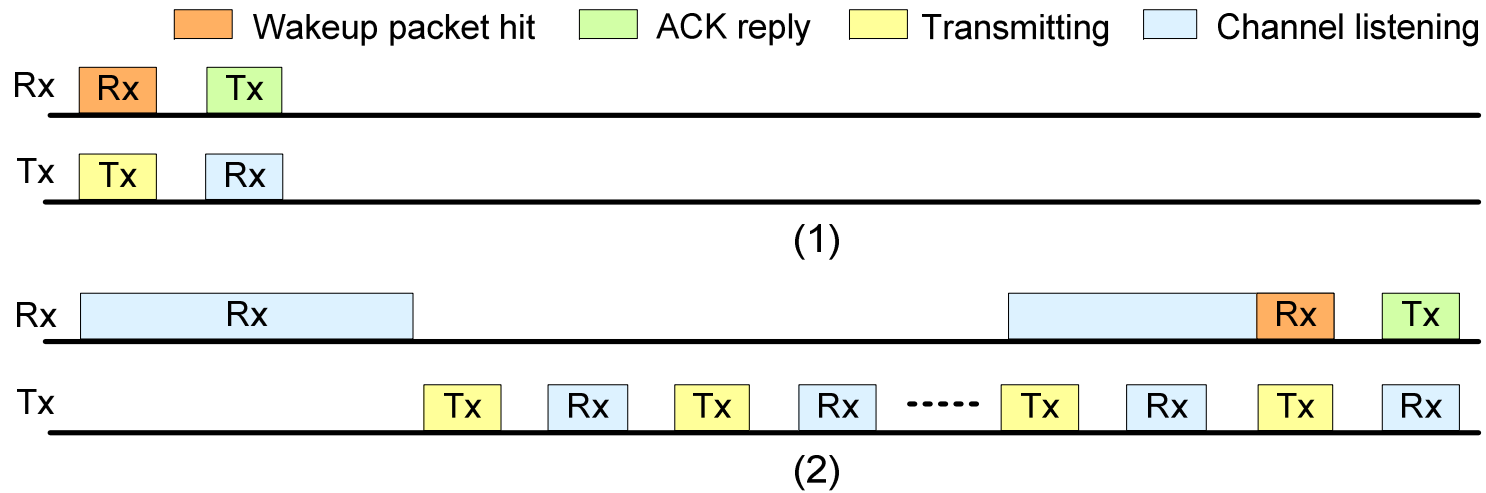 Wakeup packet hit ACK reply Transmitting Channel listening
Rx Rx Tx
Tx Tx Rx
(1)
Rx Rx Rx Tx
Tx Tx Rx Tx Rx Tx Rx Tx Rx
(2)